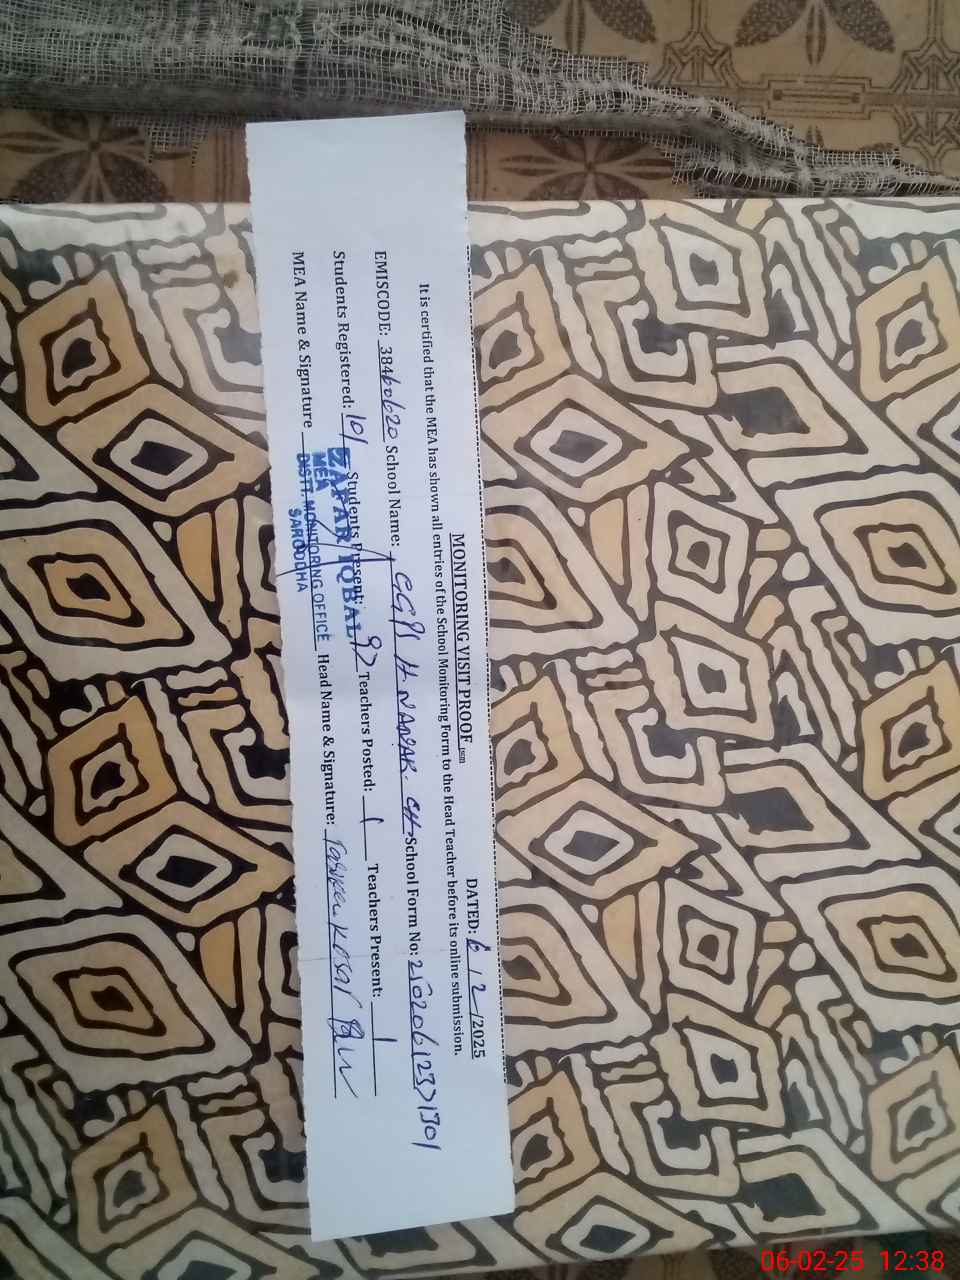 MONITORING VISIT PROOF
DATED: 6/2/2025
It is certified that the MEA has shown all entries of the School Monitoring Form to the Head Teacher before its online submission.
EMISCODE: 38460620 School Name: School Form No:
Students Registered: 101 Students Present: 92 Teachers Posted: 1 Teachers Present: 1
MEA Name & Signature Head Name & Signature: Kosar
ZAFAR IQBAL
MEA
DISTT. MONITORING OFFICE
SARGODHA
06-02-25 12:38